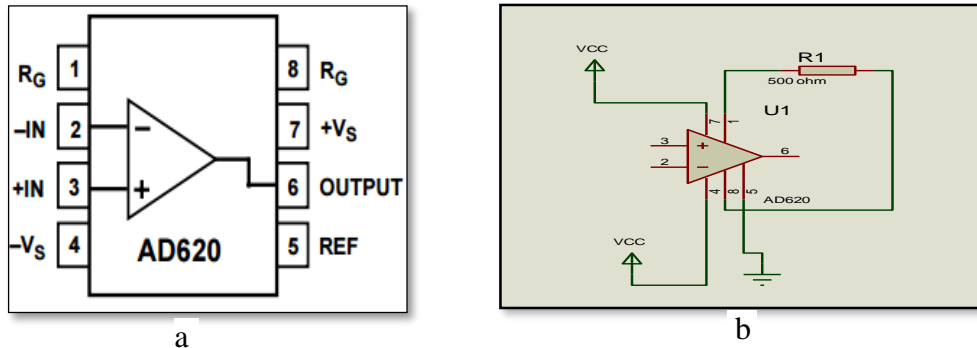 RG 1 8 RG
–IN 2 7 +VS
+IN 3 6 OUTPUT
–VS 4 5 REF
AD620
a
VCC
R1
500 ohm
U1
7 1
3
2
6
4 8 5
AD620
VCC
b